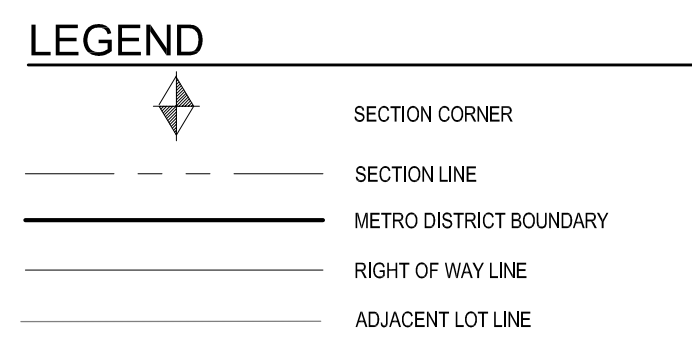 LEGEND
SECTION CORNER
SECTION LINE
METRO DISTRICT BOUNDARY
RIGHT OF WAY LINE
ADJACENT LOT LINE